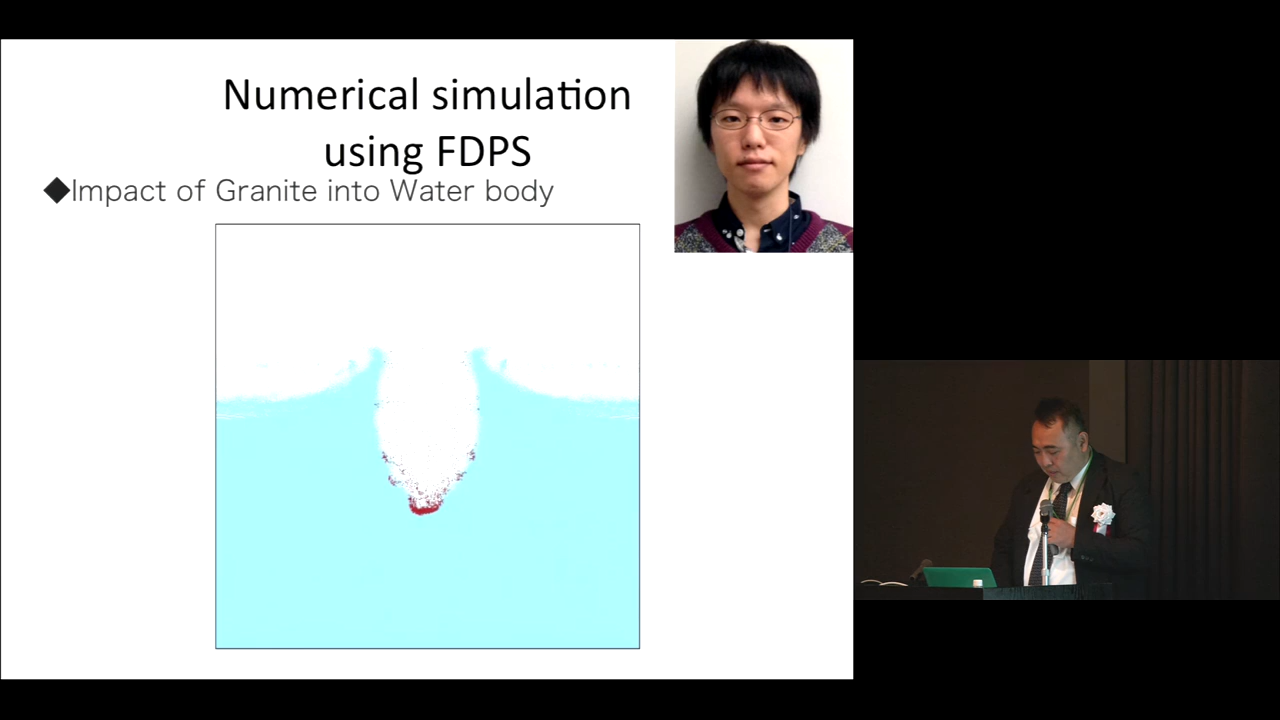 Numerical simulation
using FDPS
◆Impact of Granite into Water body